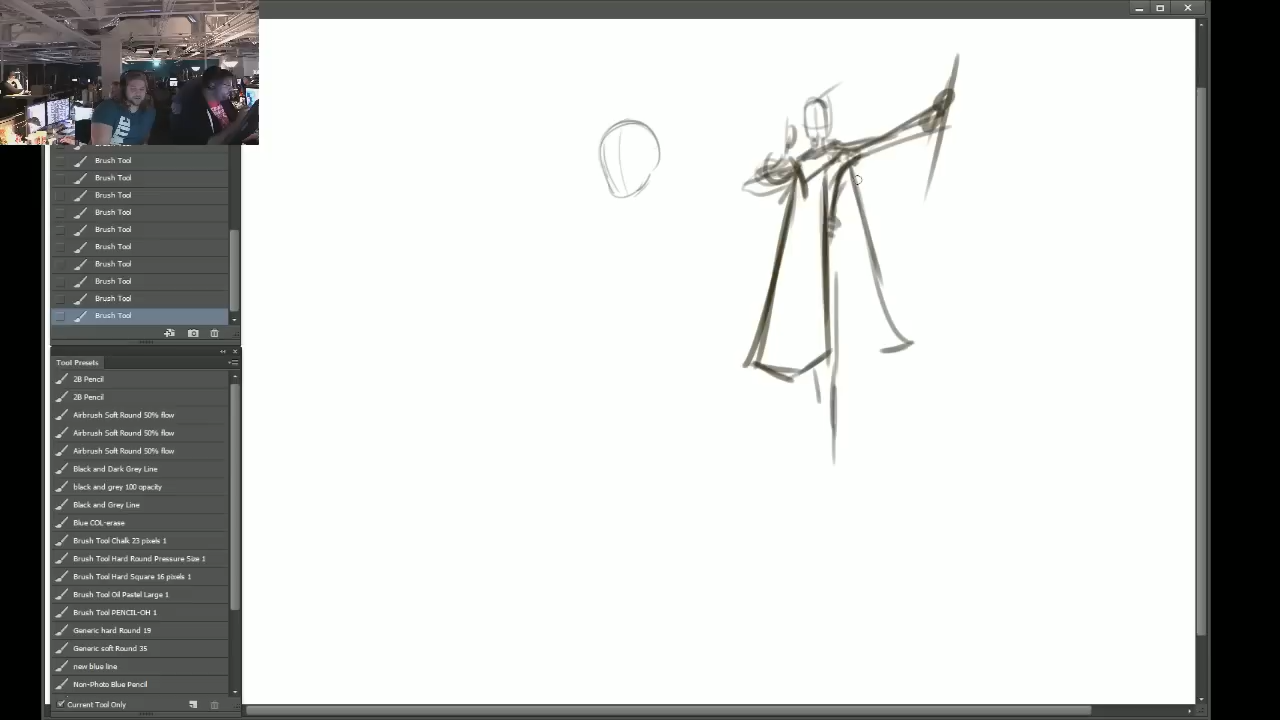 Brush Tool
Brush Tool
Brush Tool
Brush Tool
Brush Tool
Brush Tool
Brush Tool
Brush Tool
Brush Tool
Brush Tool
Tool Presets
2B Pencil
2B Pencil
Airbrush Soft Round 50% flow
Airbrush Soft Round 50% flow
Airbrush Soft Round 50% flow
Black and Dark Grey Line
black and grey 100 opacity
Black and Grey Line
Blue COL-erase
Brush Tool Chalk 23 pixels 1
Brush Tool Hard Round Pressure Size 1
Brush Tool Hard Square 16 pixels 1
Brush Tool Oil Pastel Large 1
Brush Tool PENCIL-OH 1
Generic hard Round 19
Generic soft Round 35
new blue line
Non-Photo Blue Pencil
Current Tool Only